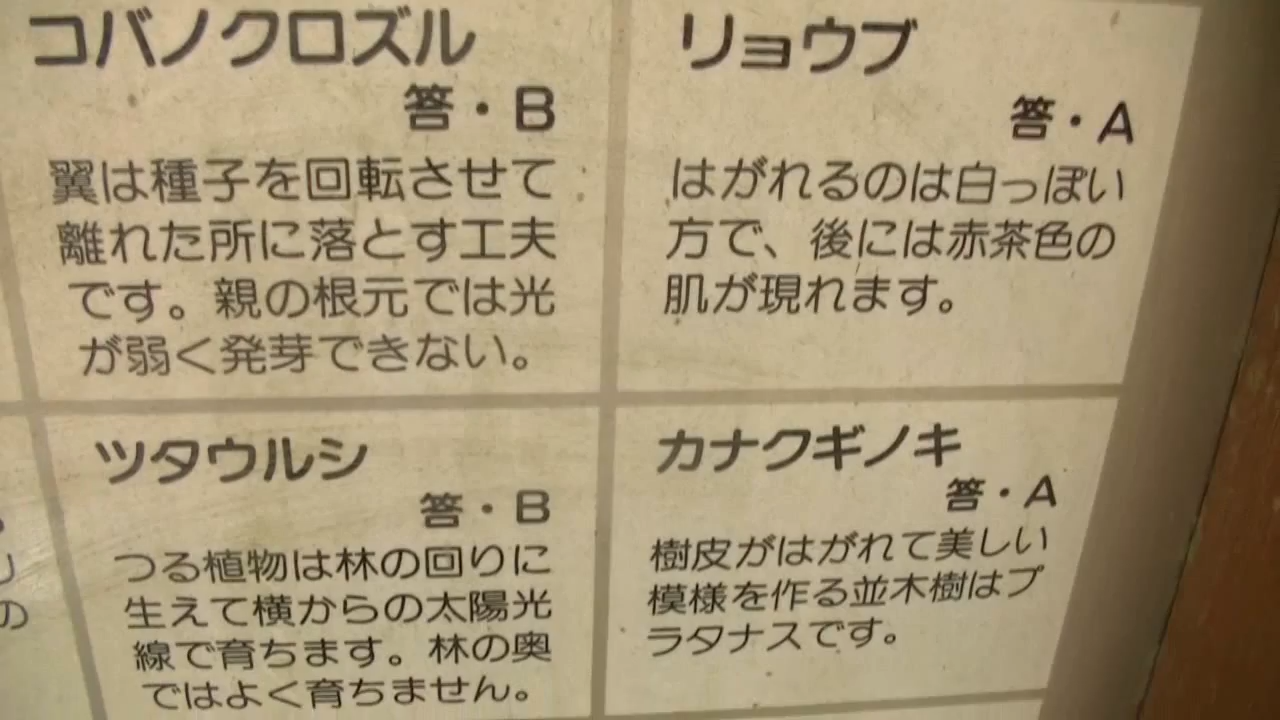 コバノクロズル
答・B
翼は種子を回転させて
離れた所に落とす工夫
です。親の根元では光
が弱く発芽できない。
リョウブ
答・A
はがれるのは白っぽい
方で、後には赤茶色の
肌が現れます。
ツタウルシ
答・B
つる植物は林の回りに
生えて横からの太陽光
線で育ちます。林の奥
ではよく育ちません。
カナクギノキ
答・A
樹皮がはがれて美しい
模様を作る並木樹はプ
ラタナスです。
の